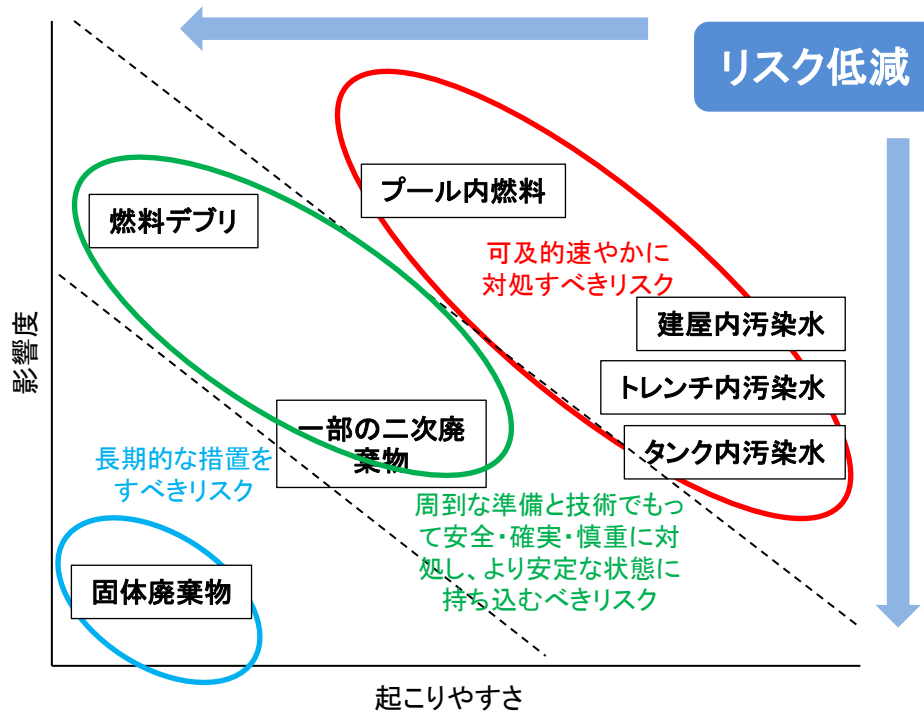 リスク低減
プール内燃料
燃料デブリ
可及的速やかに
対処すべきリスク
建屋内汚染水
影響度
トレンチ内汚染水
一部の二次廃
棄物
タンク内汚染水
長期的な措置を
すべきリスク
周到な準備と技術でもって
安全・確実・慎重に対
処し、より安定な状態に
持ち込むべきリスク
固体廃棄物
起こりやすさ